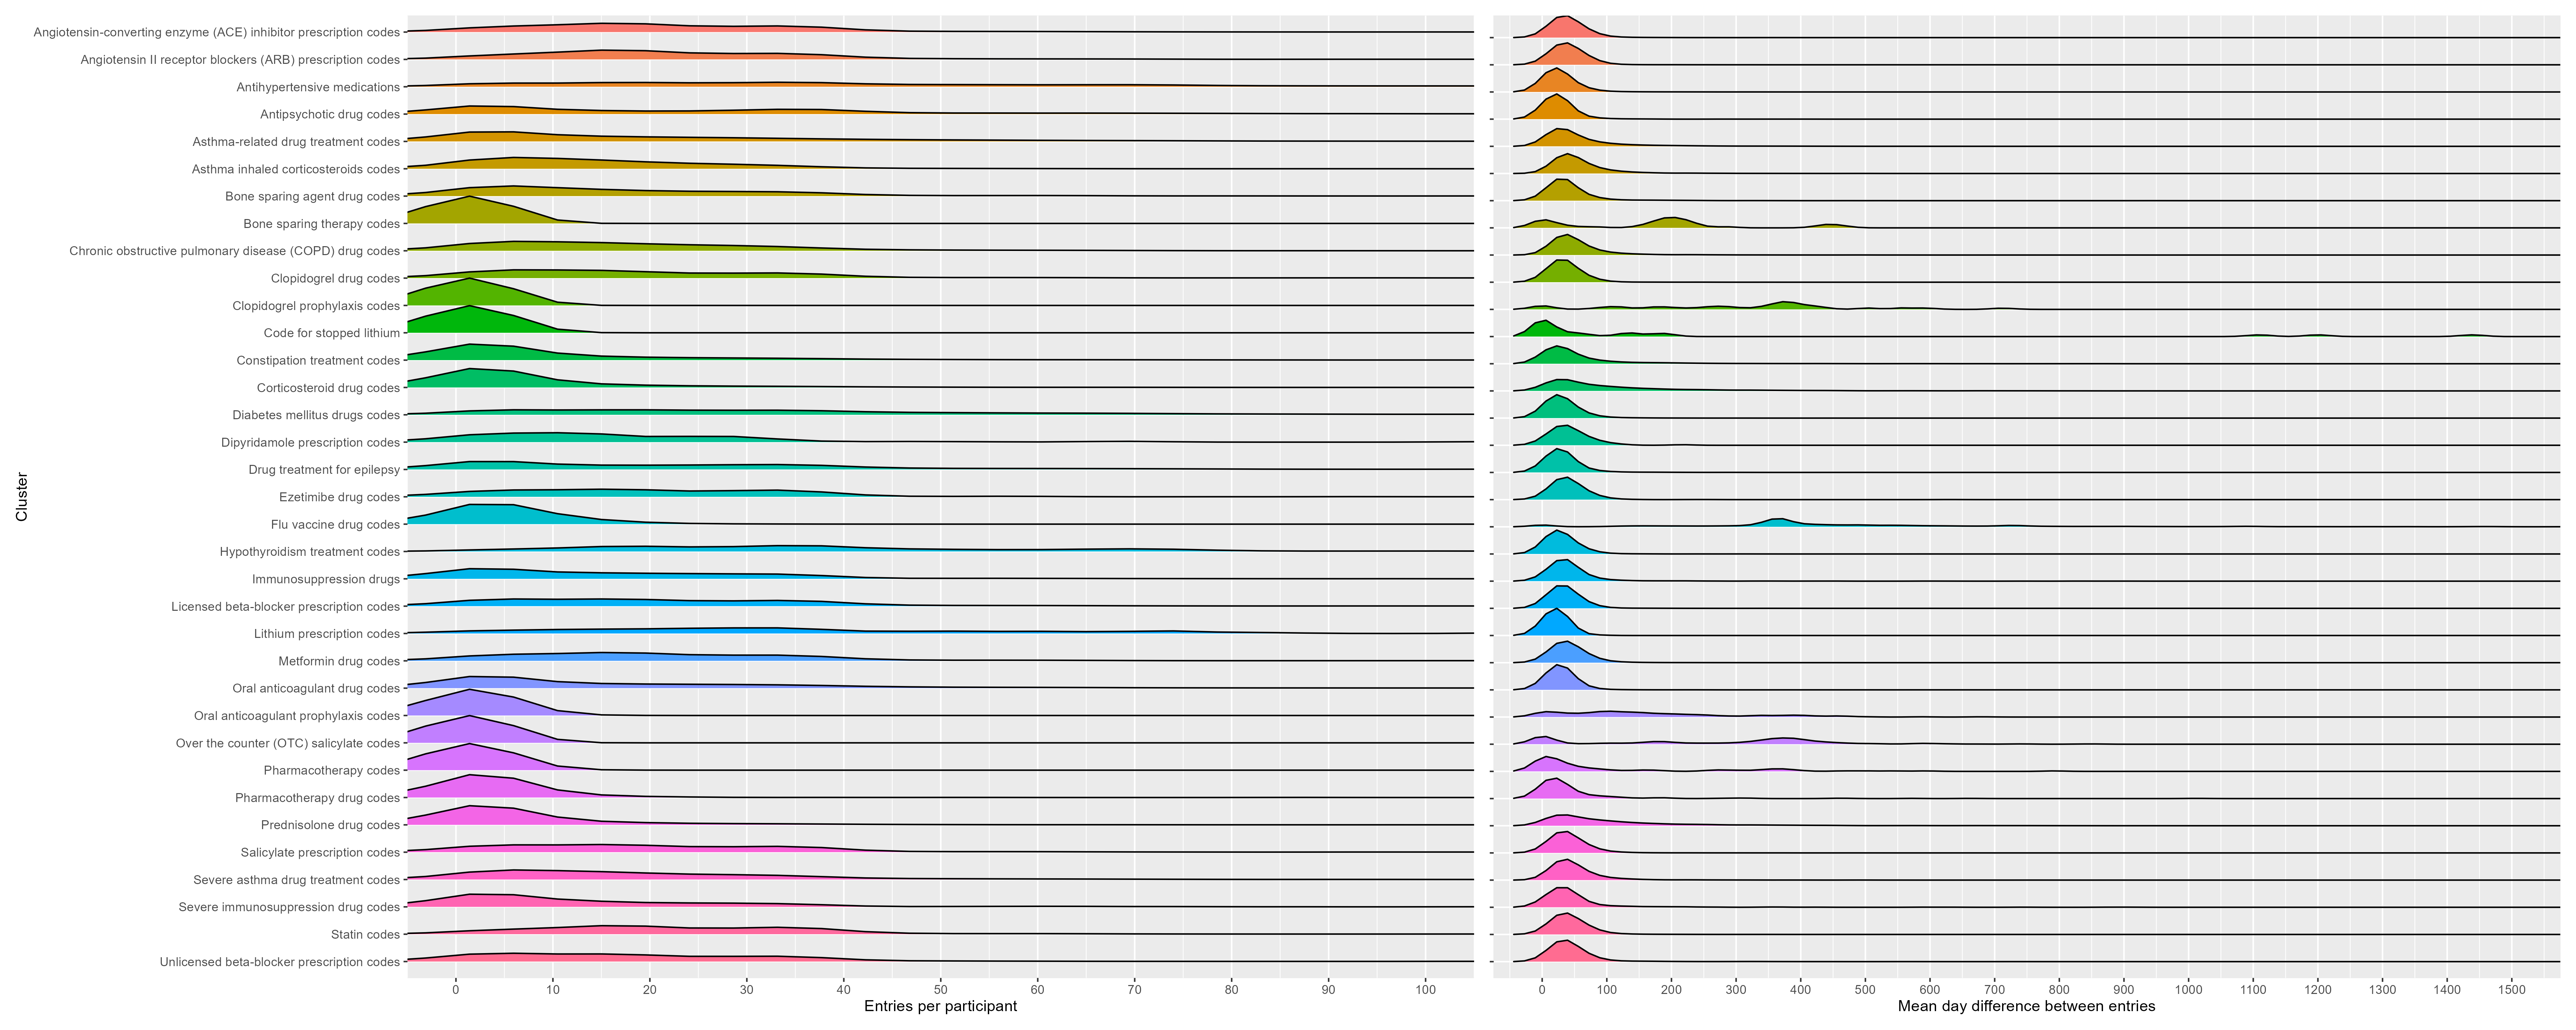 Cluster
Angiotensin-converting enzyme (ACE) inhibitor prescription codes
Angiotensin II receptor blockers (ARB) prescription codes
Antihypertensive medications
Antipsychotic drug codes
Asthma-related drug treatment codes
Asthma inhaled corticosteroids codes
Bone sparing agent drug codes
Bone sparing therapy codes
Chronic obstructive pulmonary disease (COPD) drug codes
Clopidogrel drug codes
Clopidogrel prophylaxis codes
Code for stopped lithium
Constipation treatment codes
Corticosteroid drug codes
Diabetes mellitus drugs codes
Dipyridamole prescription codes
Drug treatment for epilepsy
Ezetimibe drug codes
Flu vaccine drug codes
Hypothyroidism treatment codes
Immunosuppression drugs
Licensed beta-blocker prescription codes
Lithium prescription codes
Metformin drug codes
Oral anticoagulant drug codes
Oral anticoagulant prophylaxis codes
Over the counter (OTC) salicylate codes
Pharmacotherapy codes
Pharmacotherapy drug codes
Prednisolone drug codes
Salicylate prescription codes
Severe asthma drug treatment codes
Severe immunosuppression drug codes
Statin codes
Unlicensed beta-blocker prescription codes
0 10 20 30 40 50 60 70 80 90 100
Entries per participant
0 100 200 300 400 500 600 700 800 900 1000 1100 1200 1300 1400 1500
Mean day difference between entries